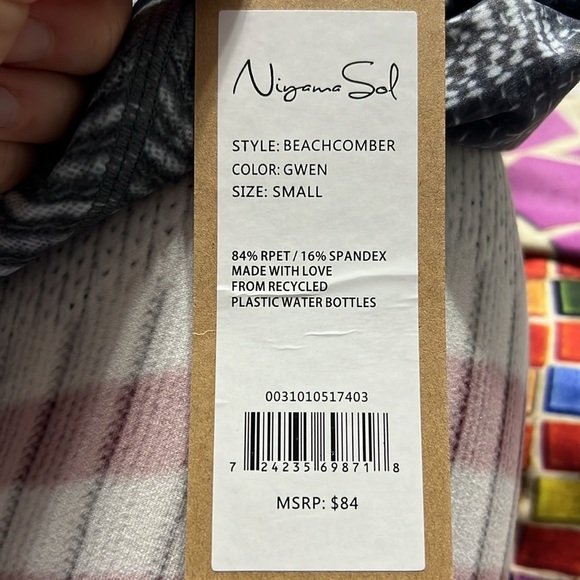 Niyama Sol
STYLE: BEACHCOMBER
COLOR: GWEN
SIZE: SMALL
84% RPET / 16% SPANDEX
MADE WITH LOVE
FROM RECYCLED
PLASTIC WATER BOTTLES
0031010517403
7 24235 69871 8
MSRP: $84